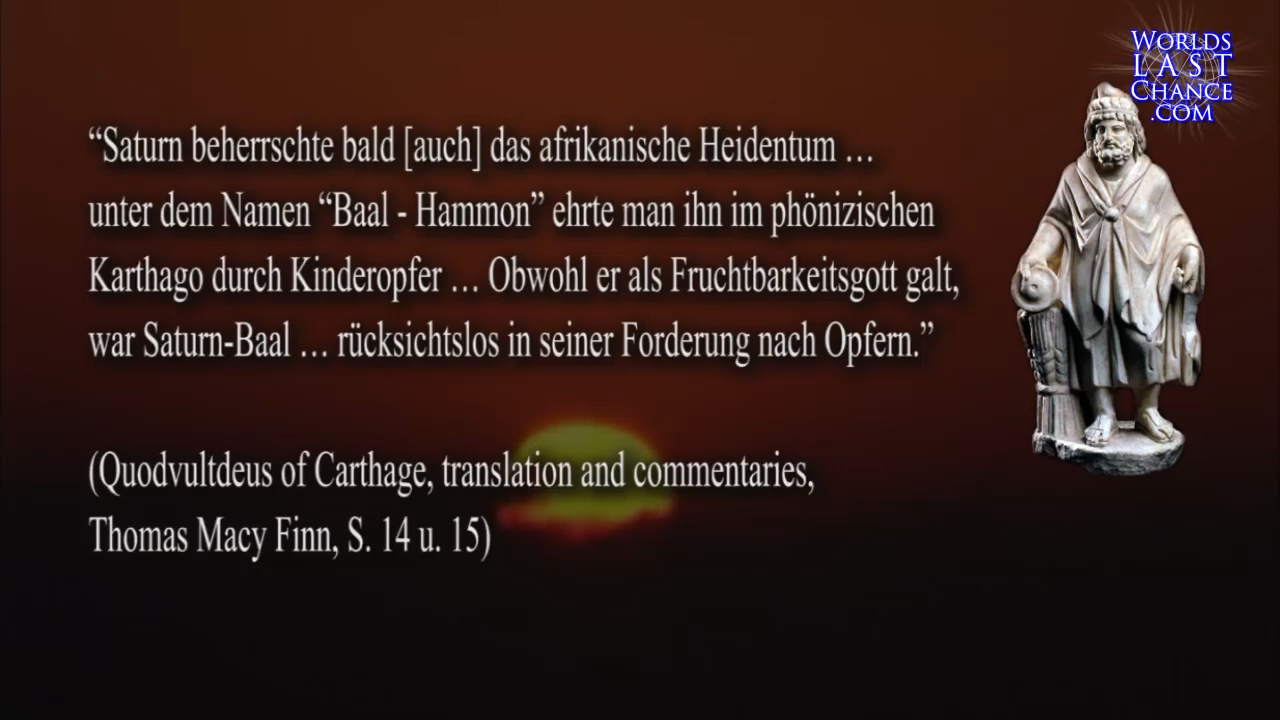 “Saturn beherrschte bald [auch] das afrikanische Heidentum …
unter dem Namen “Baal - Hammon” ehrte man ihn im phönizischen
Karthago durch Kinderopfer … Obwohl er als Fruchtbarkeitsgott galt,
war Saturn-Baal … rücksichtslos in seiner Forderung nach Opfern.”
(Quodvultdeus of Carthage, translation and commentaries,
Thomas Macy Finn, S. 14 u. 15)
WORLDS
LAST
CHANCE
.COM